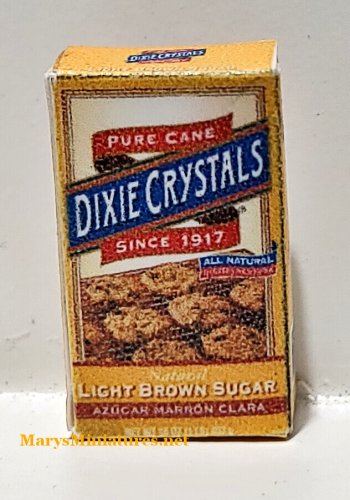 DIXIE CRYSTALS
PURE CANE
DIXIE CRYSTALS
SINCE 1917
ALL NATURAL
Natural
LIGHT BROWN SUGAR
AZÚCAR MARRÓN CLARA
MarysMiniatures.net